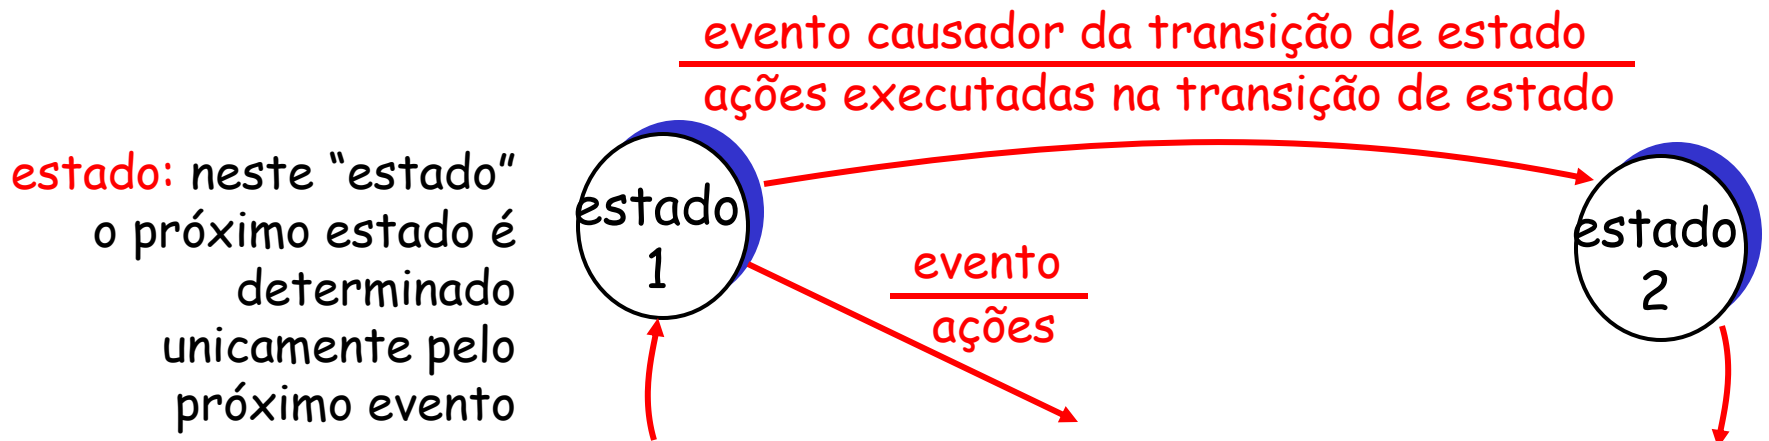 evento causador da transição de estado
ações executadas na transição de estado
estado: neste “estado”
o próximo estado é
determinado
unicamente pelo
próximo evento
estado
1
evento
ações
estado
2